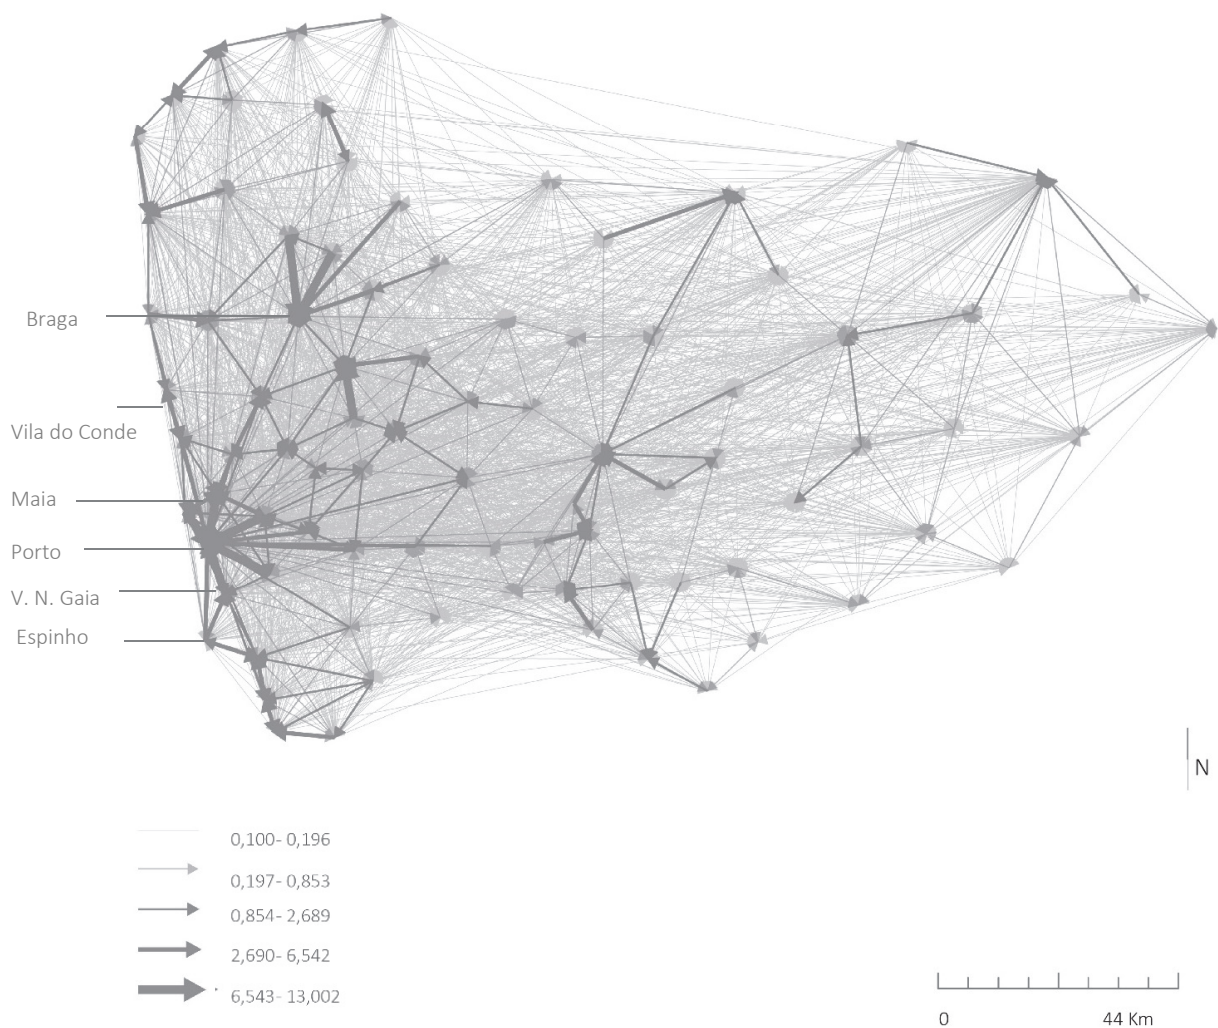 Braga
Vila do Conde
Maia
Porto
V. N. Gaia
Espinho
N
0,100- 0,196
0,197- 0,853
0,854- 2,689
2,690- 6,542
6,543- 13,002
0 44 Km